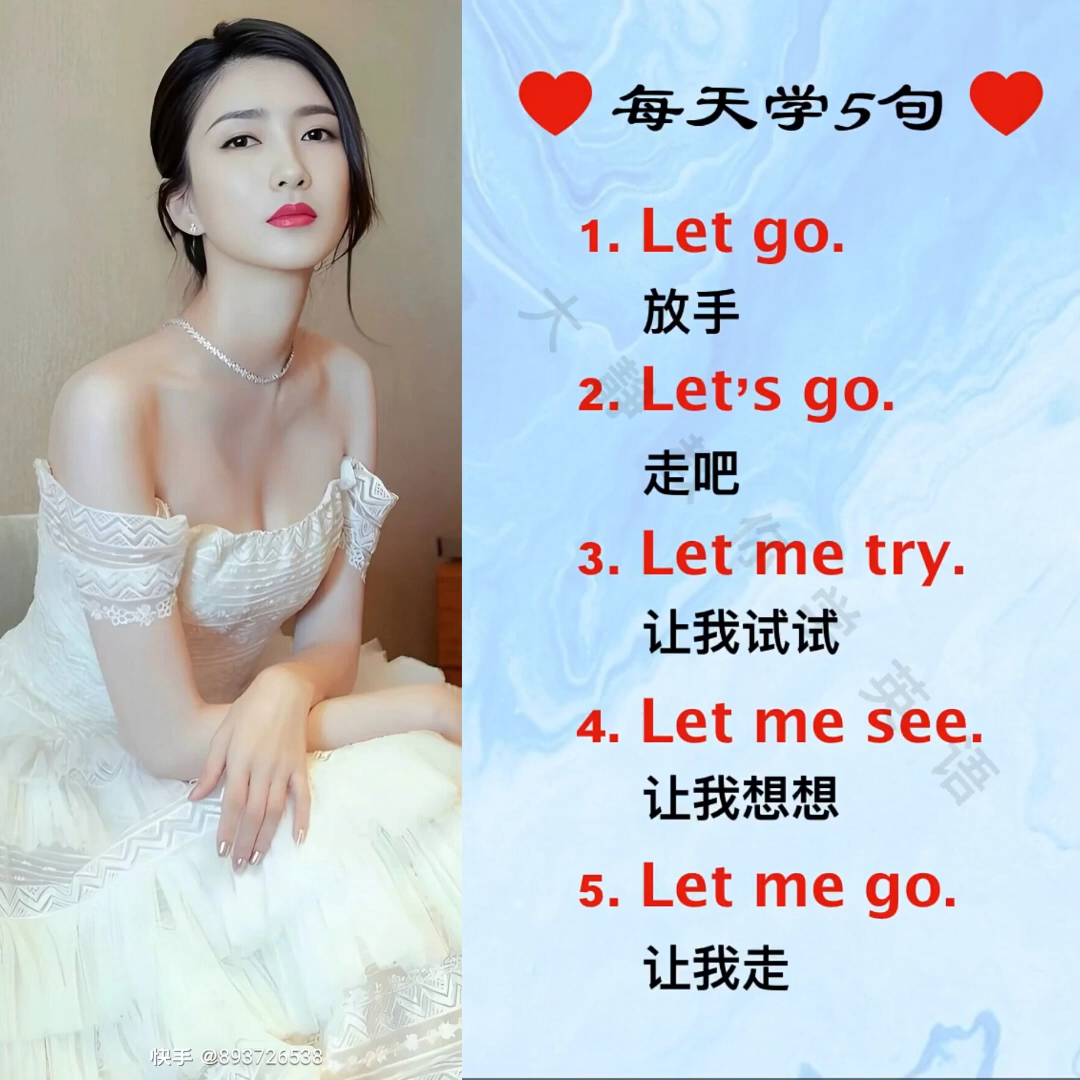 每天学5句
1. Let go.
放手
2. Let's go.
走吧
3. Let me try.
让我试试
4. Let me see.
让我想想
5. Let me go.
让我走
快手 @893726538